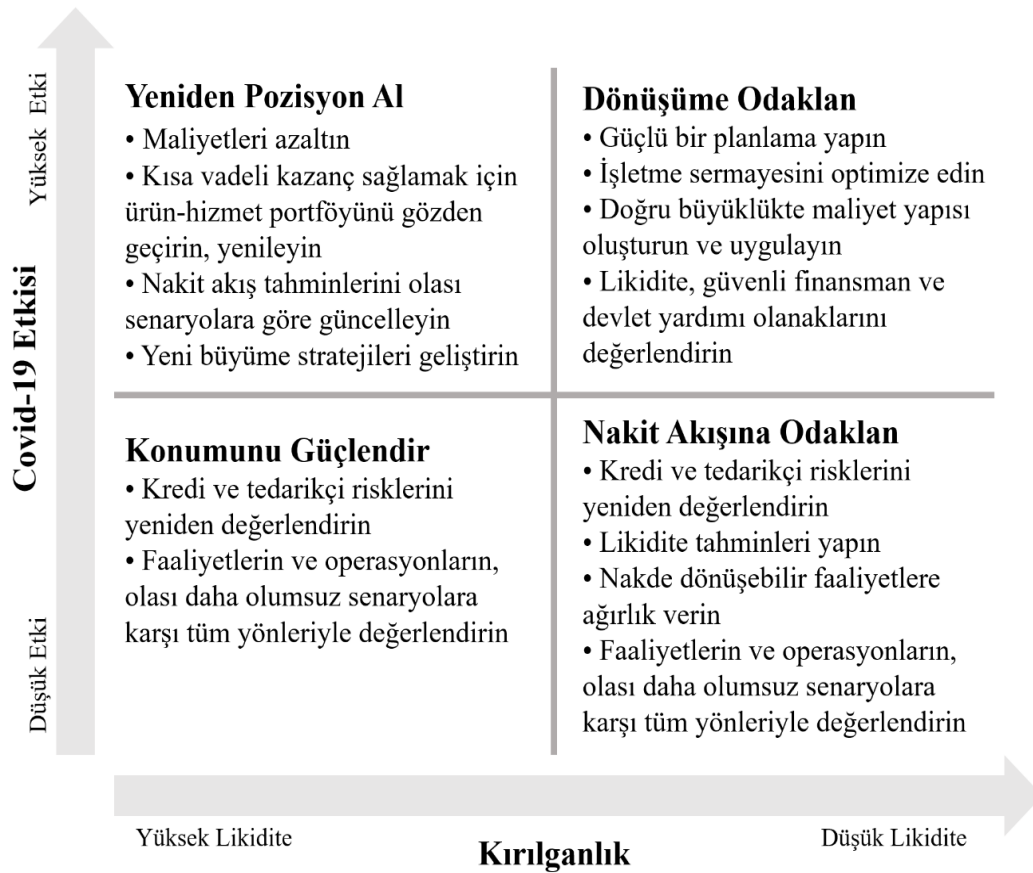 Yeniden Pozisyon Al
• Maliyetleri azaltın
• Kısa vadeli kazanç sağlamak için
ürün-hizmet portföyünü gözden
geçirin, yenileyin
• Nakit akış tahminlerini olası
senaryolara göre güncelleyin
• Yeni büyüme stratejileri geliştirin
Dönüşüme Odaklan
• Güçlü bir planlama yapın
• İşletme sermayesini optimize edin
• Doğru büyüklükte maliyet yapısı
oluşturun ve uygulayın
• Likidite, güvenli finansman ve
devlet yardımı olanaklarını
değerlendirin
Konumunu Güçlendir
• Kredi ve tedarikçi risklerini
yeniden değerlendirin
• Faaliyetlerin ve operasyonların,
olası daha olumsuz senaryolara
karşı tüm yönleriyle değerlendirin
Nakit Akışına Odaklan
• Kredi ve tedarikçi risklerini
yeniden değerlendirin
• Likidite tahminleri yapın
• Nakde dönüşebilir faaliyetlere
ağırlık verin
• Faaliyetlerin ve operasyonların,
olası daha olumsuz senaryolara
karşı tüm yönleriyle değerlendirin
Yüksek Etki
Covid-19 Etkisi
Düşük Etki
Yüksek Likidite
Kırılganlık
Düşük Likidite